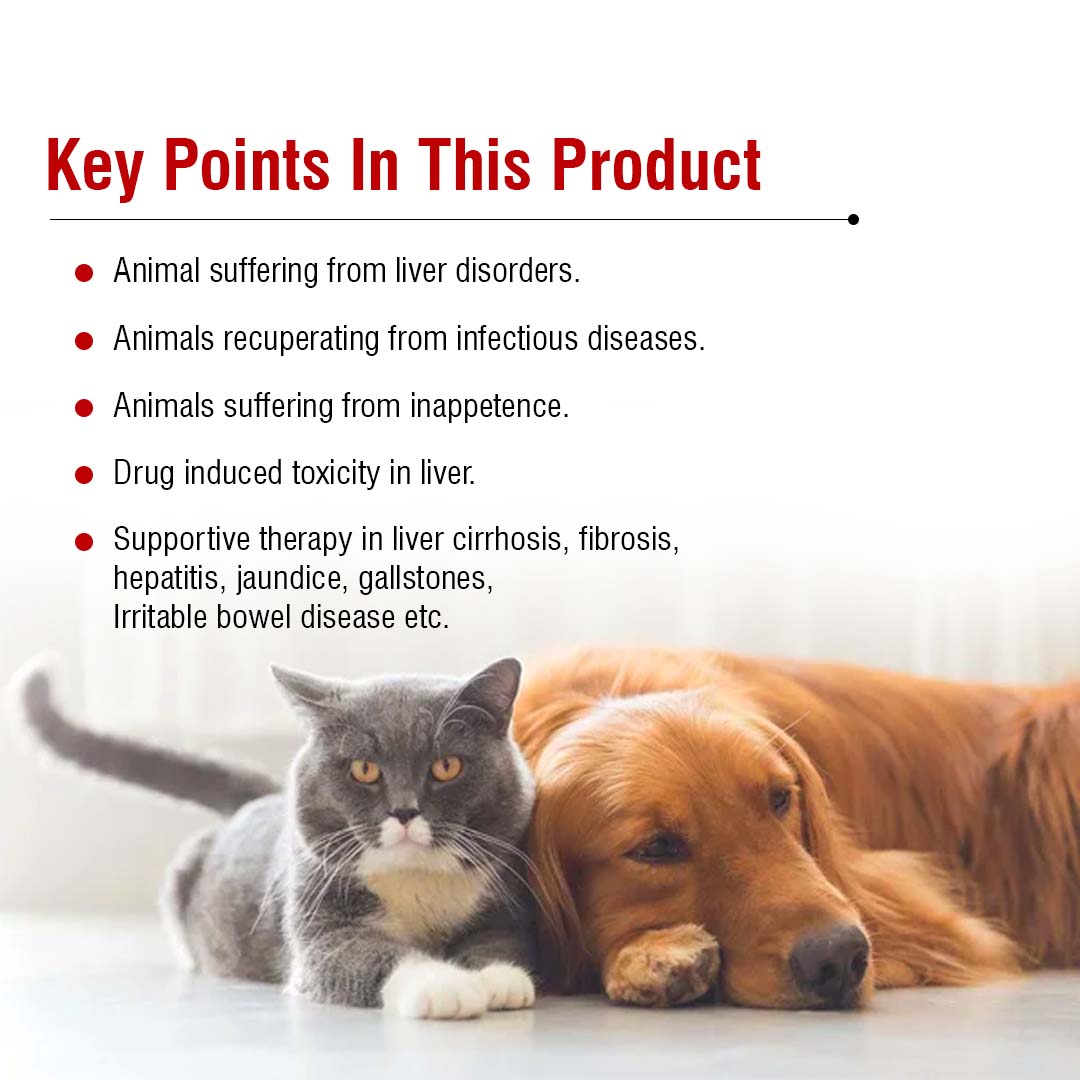 Key Points In This Product
Animal suffering from liver disorders.
Animals recuperating from infectious diseases.
Animals suffering from inappetence.
Drug induced toxicity in liver.
Supportive therapy in liver cirrhosis, fibrosis,
hepatitis, jaundice, gallstones,
Irritable bowel disease etc.